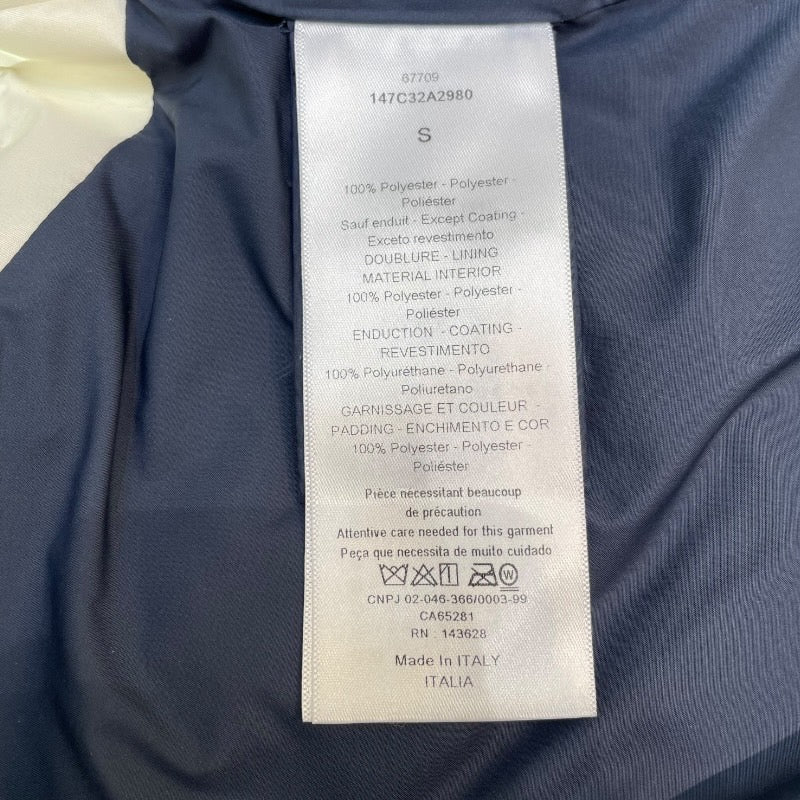 67709
147C32A2980
S
100% Polyester - Polyester -
Poliéster
Sauf enduit - Except Coating -
Exceto revestimento
DOUBLURE - LINING
MATERIAL INTERIOR
100% Polyester - Polyester -
Poliéster
ENDUCTION - COATING -
REVESTIMENTO
100% Polyuréthane - Polyurethane -
Poliuretano
GARNISSAGE ET COULEUR -
PADDING - ENCHIMENTO E COR
100% Polyester - Polyester -
Poliéster
Pièce nécessitant beaucoup
de précaution
Attentive care needed for this garment
Peça que necessita de muito cuidado
W
CNPJ 02-046-366/0003-99
CA65281
RN : 143628
Made In ITALY
ITALIA